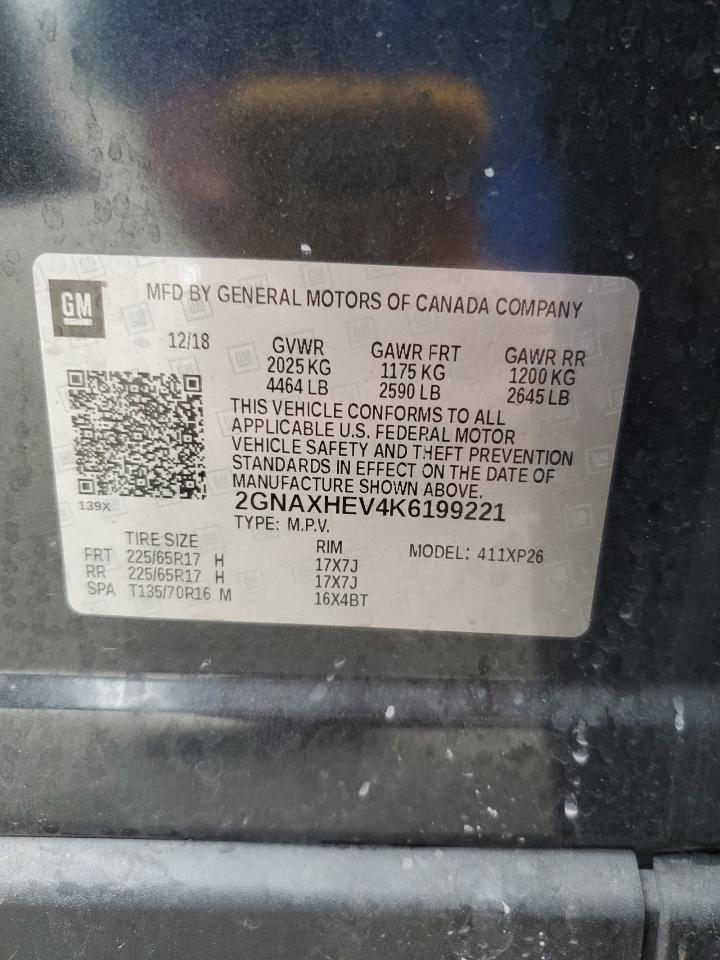 GM
MFD BY GENERAL MOTORS OF CANADA COMPANY
12/18
GVWR GAWR FRT GAWR RR
2025 KG 1175 KG 1200 KG
4464 LB 2590 LB 2645 LB
THIS VEHICLE CONFORMS TO ALL
APPLICABLE U.S. FEDERAL MOTOR
VEHICLE SAFETY AND THEFT PREVENTION
STANDARDS IN EFFECT ON THE DATE OF
MANUFACTURE SHOWN ABOVE.
139X
2GNAXHEV4K6199221
TYPE: M.P.V.
TIRE SIZE RIM MODEL: 411XP26
FRT 225/65R17 H 17X7J
RR 225/65R17 H 17X7J
SPA T135/70R16 M 16X4BT